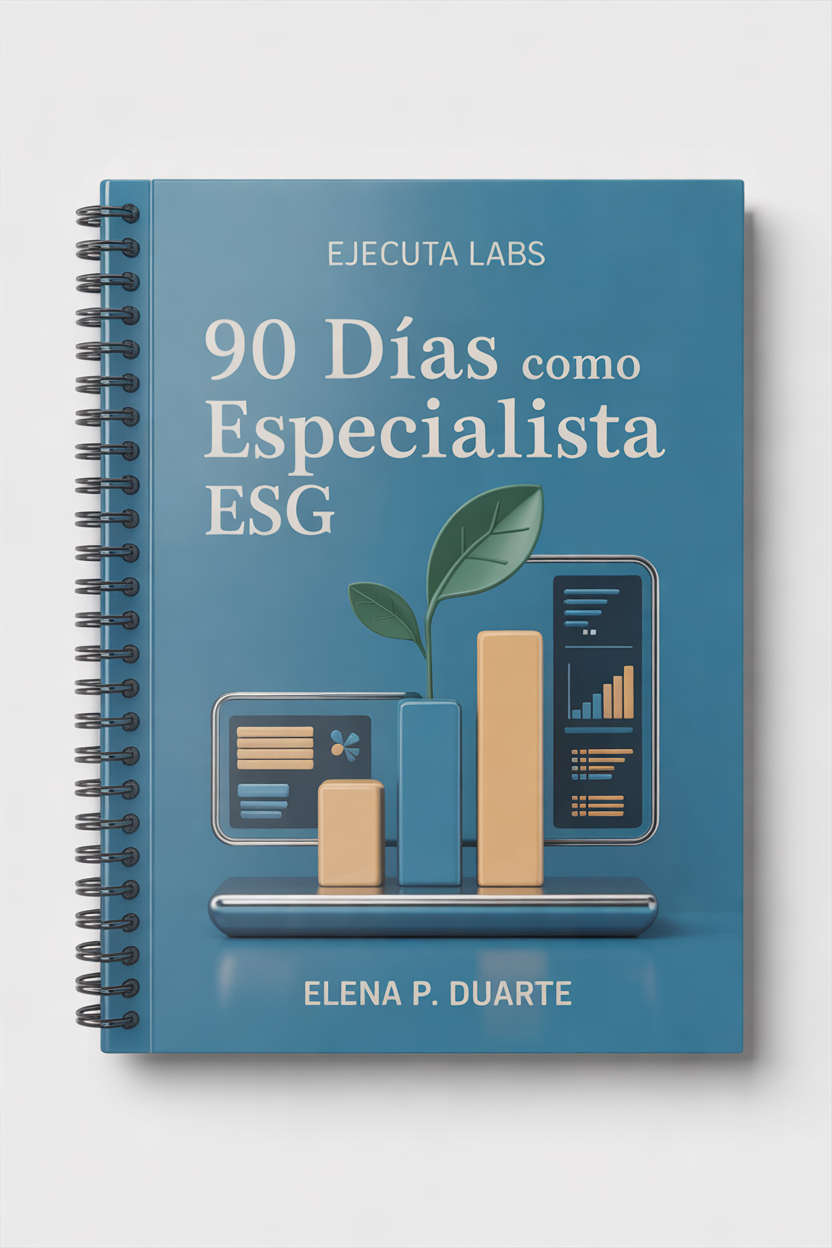 EJECUTA LABS
90 Días como
Especialista
ESG
ELENA P. DUARTE